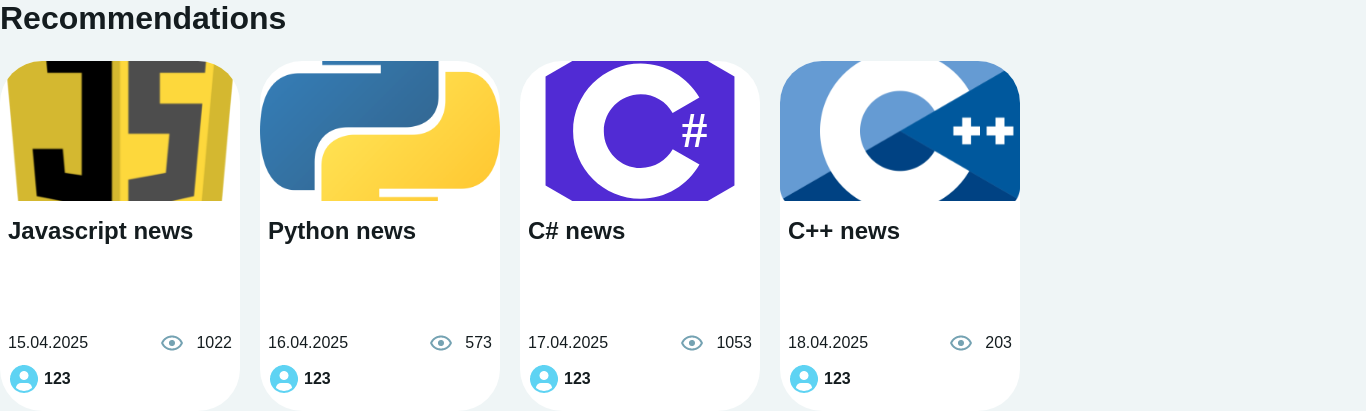 Recommendations
JS
C#
C++
Javascript news
Python news
C# news
C++ news
15.04.2025 1022
16.04.2025 573
17.04.2025 1053
18.04.2025 203
123
123
123
123